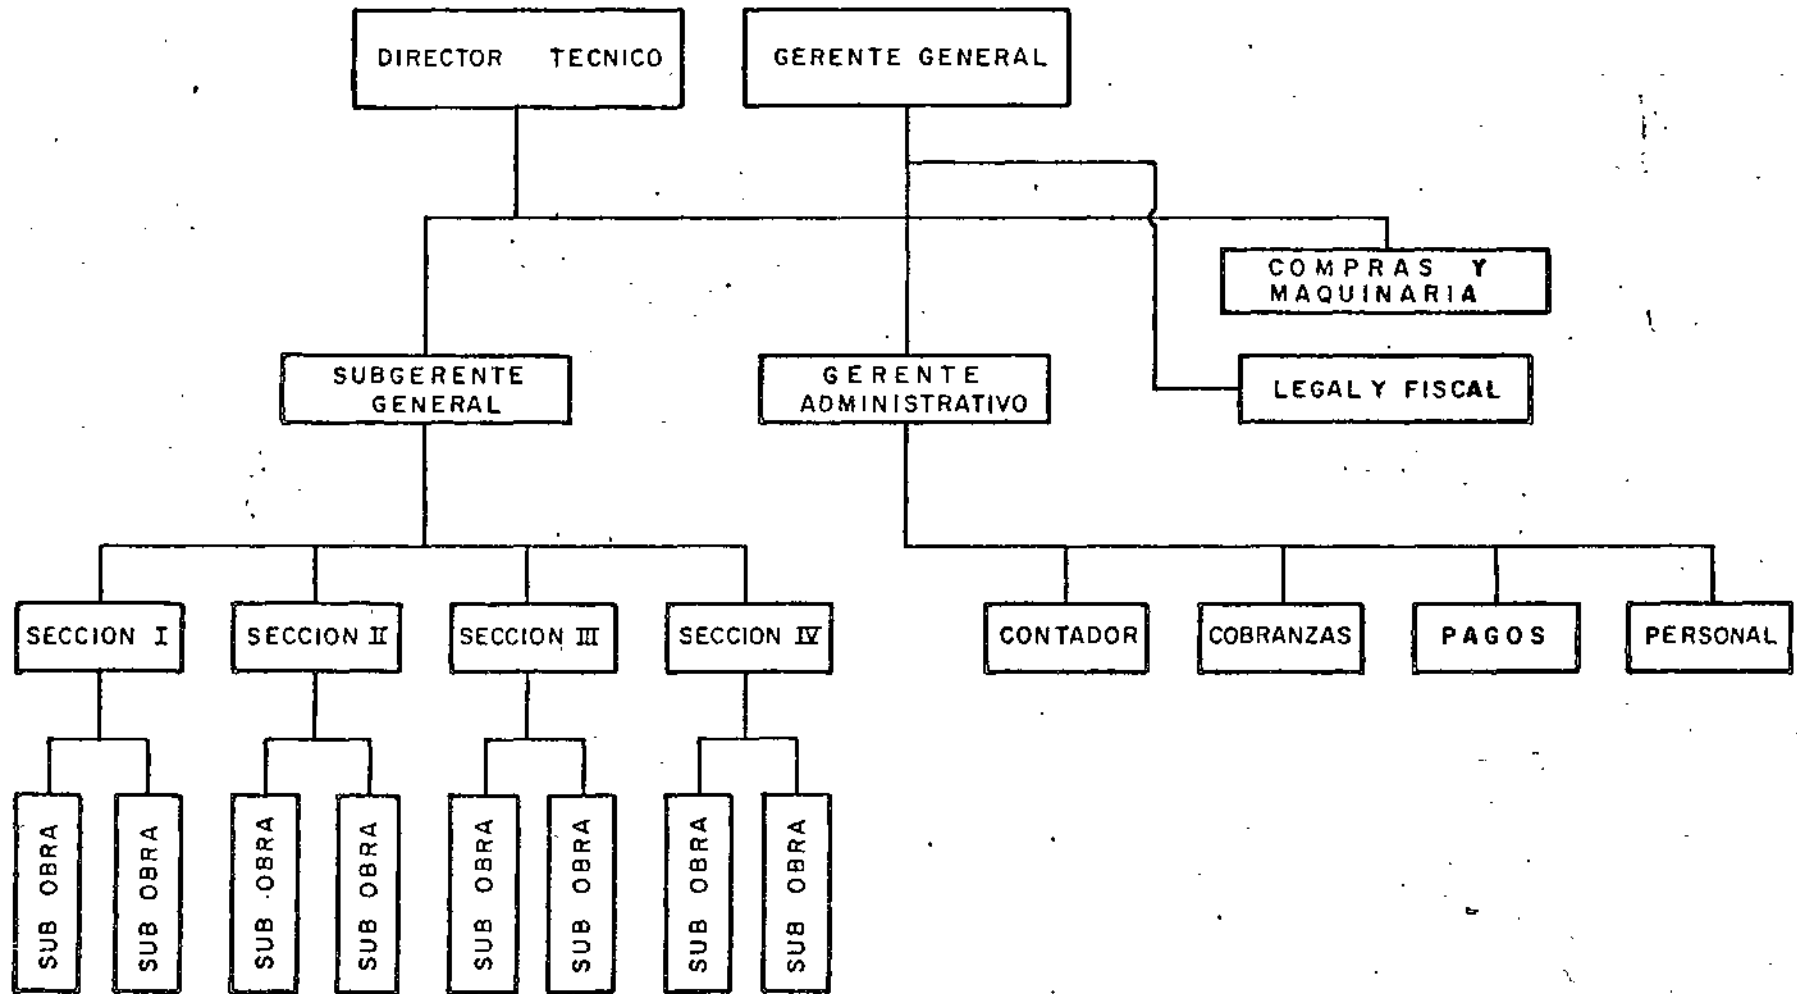 DIRECTOR TECNICO
GERENTE GENERAL
COMPRAS Y
MAQUINARIA
SUBGERENTE
GENERAL
GERENTE
ADMINISTRATIVO
LEGAL Y FISCAL
SECCION I
SECCION II
SECCION III
SECCION IV
CONTADOR
COBRANZAS
PAGOS
PERSONAL
SUB OBRA
SUB OBRA
SUB OBRA
SUB OBRA
SUB OBRA
SUB OBRA
SUB OBRA
SUB OBRA